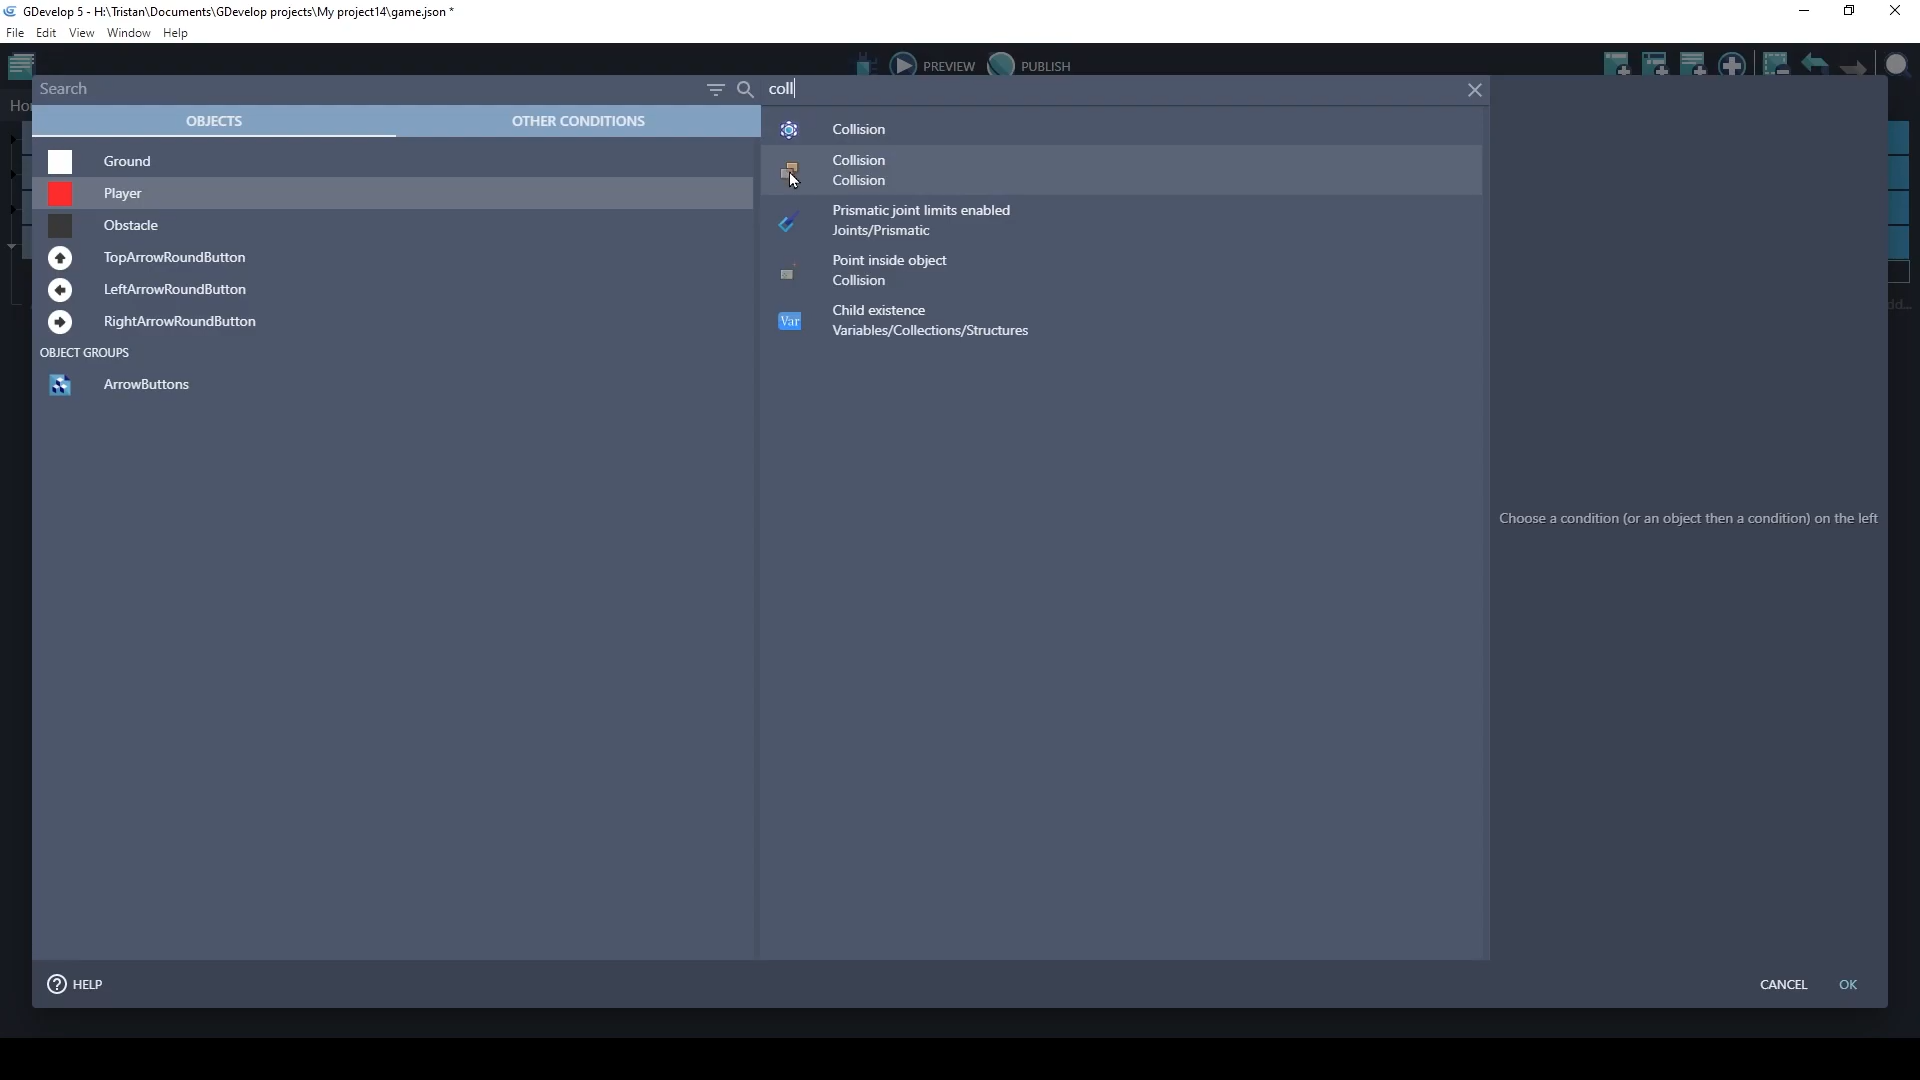 GDevelop 5 - H:\Tristan\Documents\GDevelop projects\My project14\game.json *
File Edit View Window Help
PREVIEW PUBLISH
Search
coll
Ho
OBJECTS OTHER CONDITIONS
Ground
Player
Obstacle
TopArrowRoundButton
LeftArrowRoundButton
RightArrowRoundButton
OBJECT GROUPS
ArrowButtons
Collision
Collision
Collision
Prismatic joint limits enabled
Joints/Prismatic
Point inside object
Collision
Var
Child existence
Variables/Collections/Structures
Choose a condition (or an object then a condition) on the left
? HELP
CANCEL OK